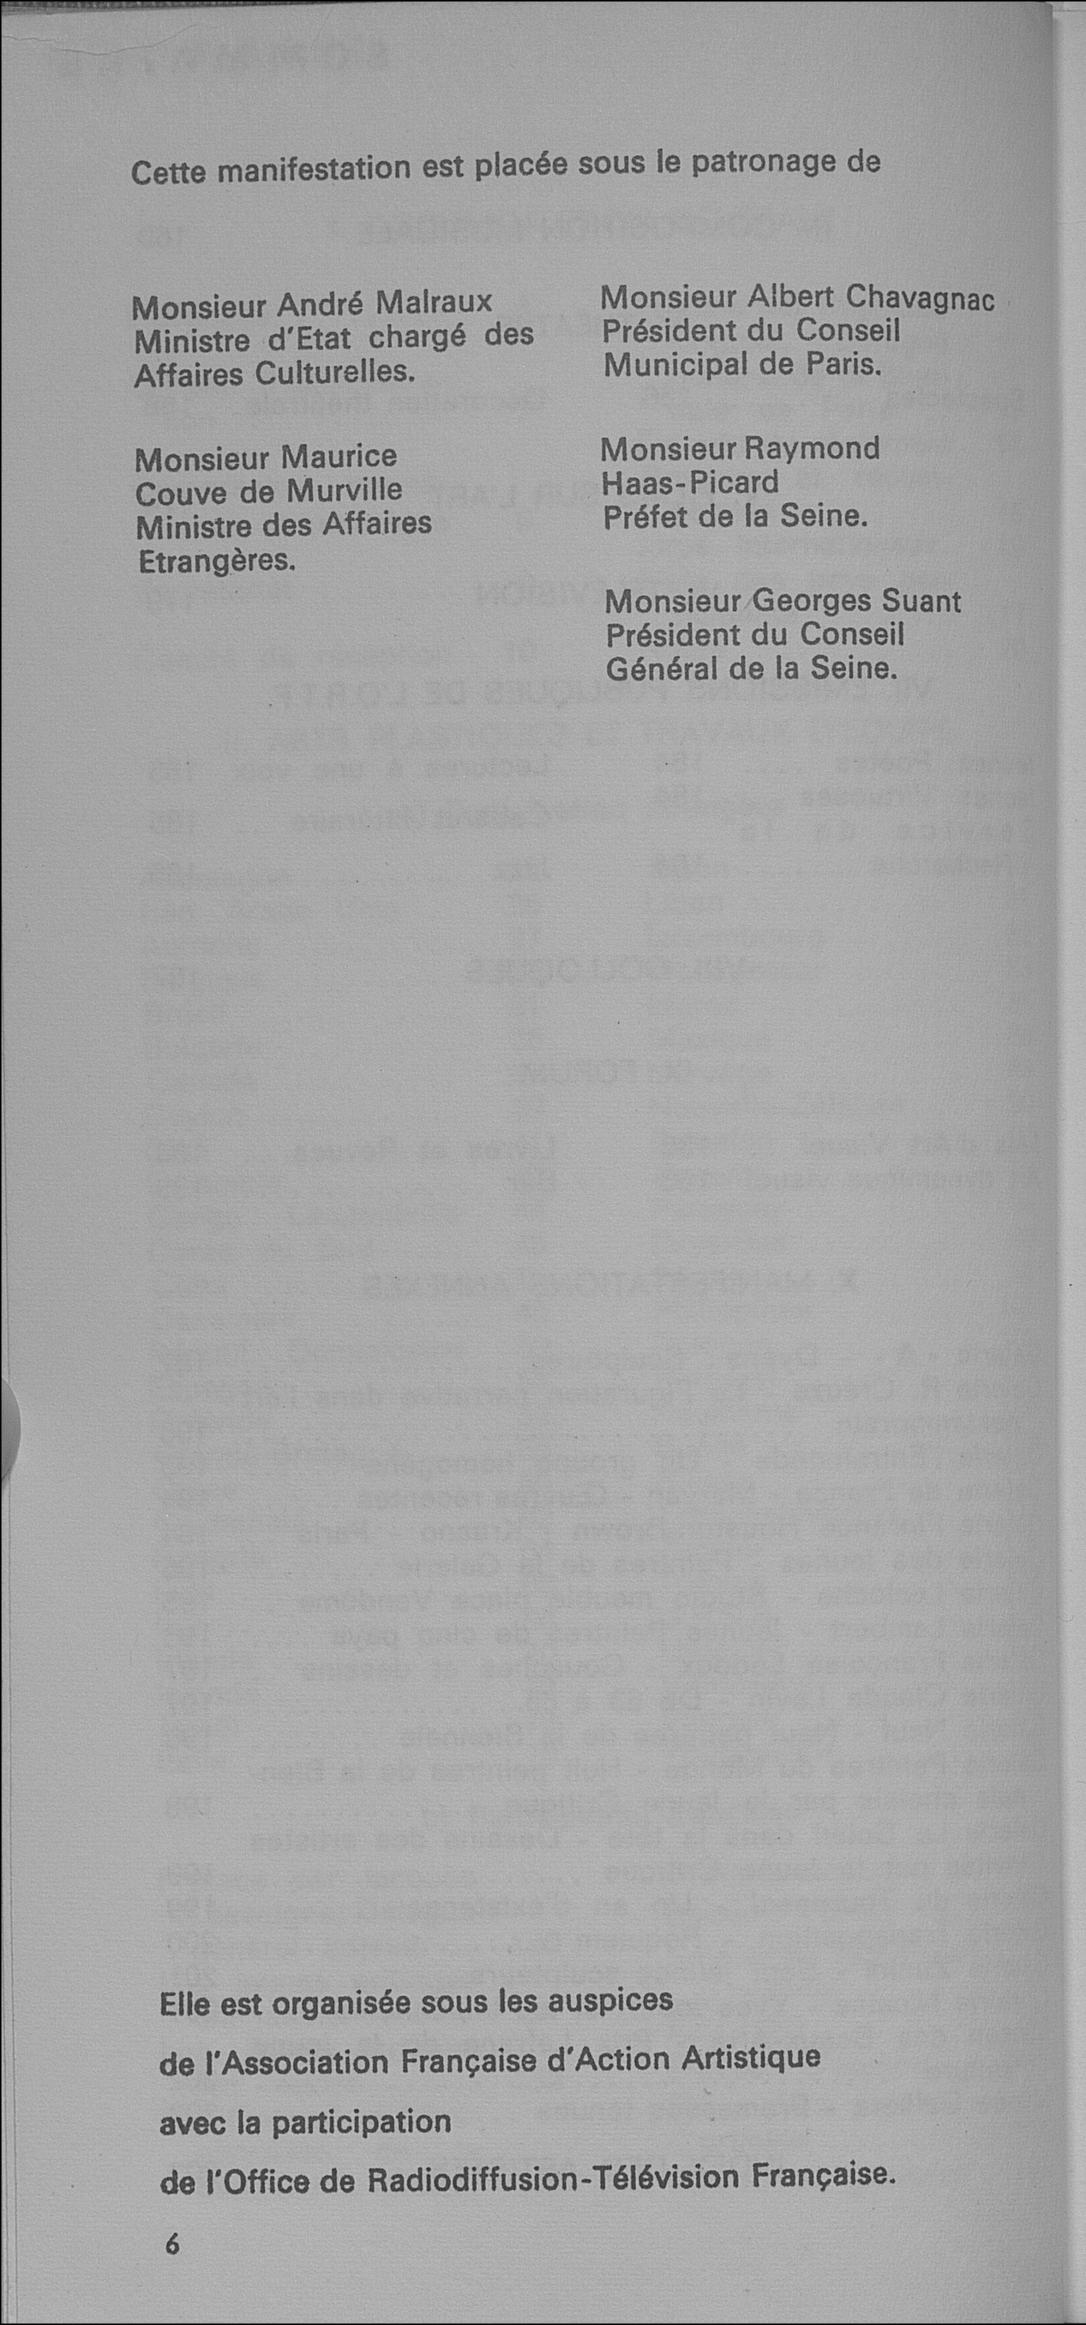 Cette manifestation est placée sous le patronage de
Monsieur André Malraux
Ministre d'Etat chargé des
Affaires Culturelles.
Monsieur Maurice
Couve de Murville
Ministre des Affaires
Etrangères.
Monsieur Albert Chavagnac
Président du Conseil
Municipal de Paris.
Monsieur Raymond
Haas-Picard
Préfet de la Seine.
Monsieur Georges Suant
Président du Conseil
Général de la Seine.
Elle est organisée sous les auspices
de l'Association Française d'Action Artistique
avec la participation
de l'Office de Radiodiffusion-Télévision Française.
6